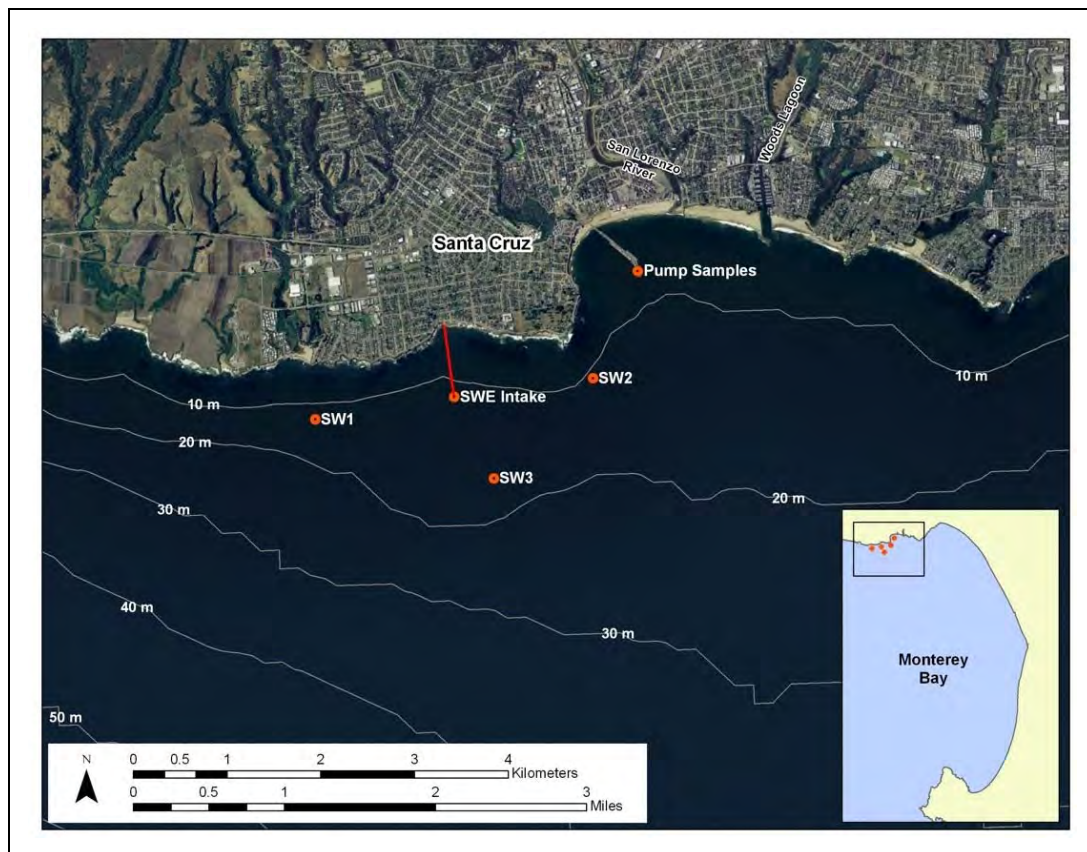 Woods Lagoon
San Lorenzo
River
Santa Cruz
Pump Samples
SW2
10 m
SWE Intake
10 m
SW1
20 m
SW3
20 m
30 m
40 m
30 m
Monterey
Bay
50 m
N
0 0.5 1 2 3 4
Kilometers
0 0.5 1 2 3
Miles